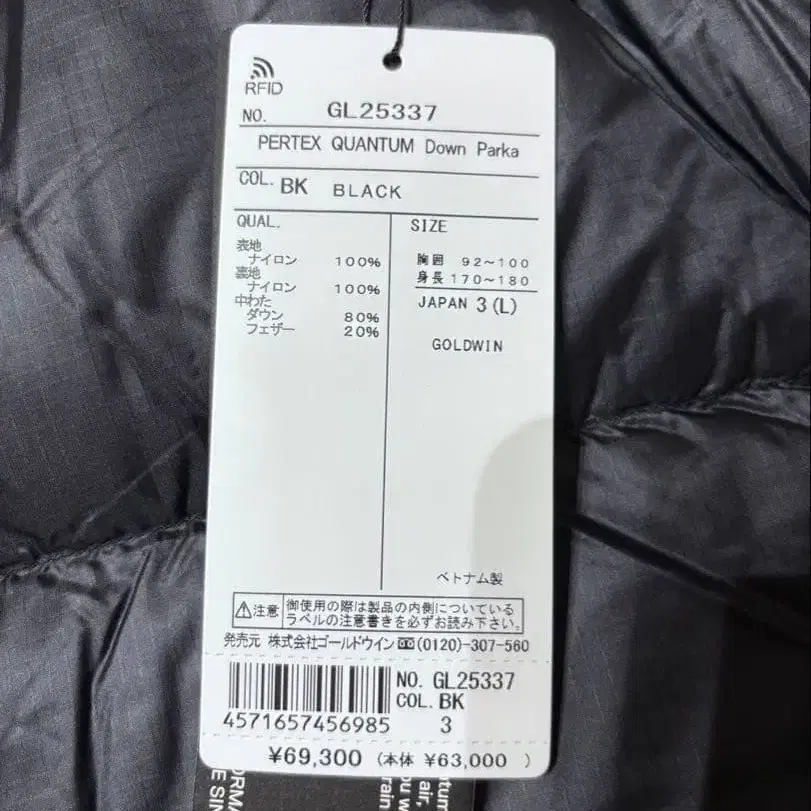 RFID
NO. GL25337
PERTEX QUANTUM Down Parka
COL. BK BLACK
QUAL.
表地
ナイロン 100%
裏地
ナイロン 100%
中わた
ダウン 80%
フェザー 20%
SIZE
胸囲 92~100
身長 170~180
JAPAN 3 (L)
GOLDWIN
ベトナム製
注意 御使用の際は製品の内側についている
ラベルの注意書きを必ずお読み下さい。
発売元 株式会社ゴールドウイン (0120)-307-560
4571657456985
NO. GL25337
COL. BK
3
¥69,300 (本体 ¥63,000 )